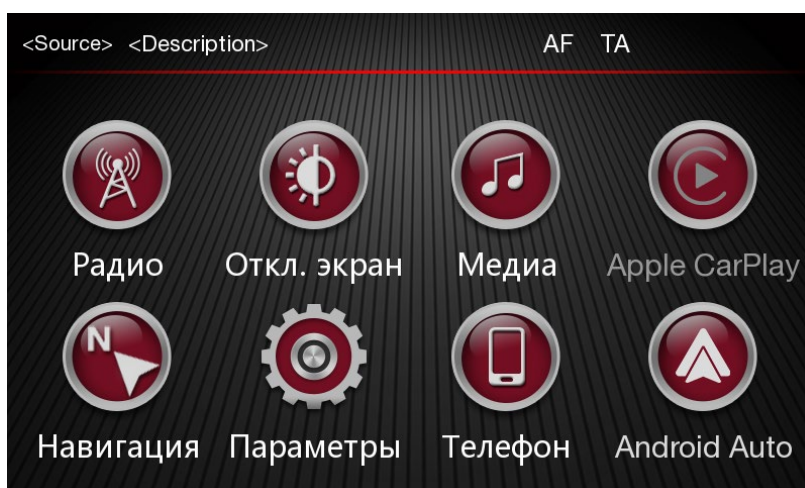 <Source> <Description> AF TA
Радио Откл. экран Медиа Apple CarPlay
N
Навигация Параметры Телефон Android Auto